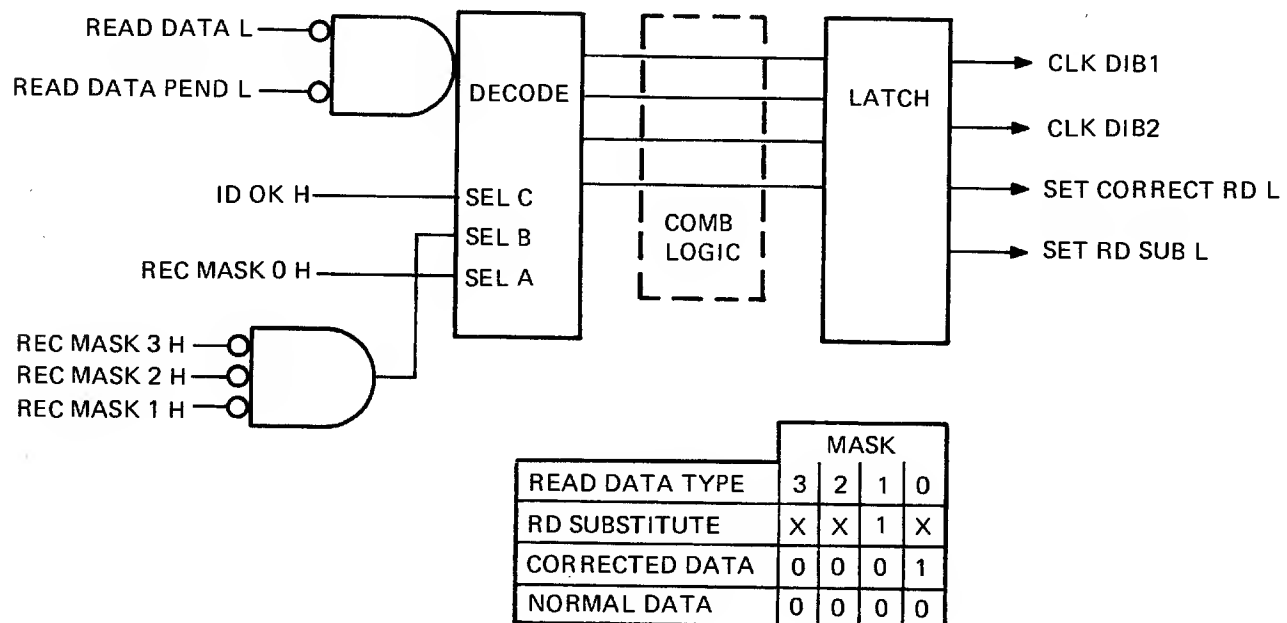 READ DATA L
READ DATA PEND L
ID OK H
REC MASK 0 H
REC MASK 3 H
REC MASK 2 H
REC MASK 1 H
DECODE
SEL C
SEL B
SEL A
COMB
LOGIC
LATCH
CLK DIB1
CLK DIB2
SET CORRECT RD L
SET RD SUB L
MASK
READ DATA TYPE 3 2 1 0
RD SUBSTITUTE X X 1 X
CORRECTED DATA 0 0 0 1
NORMAL DATA 0 0 0 0